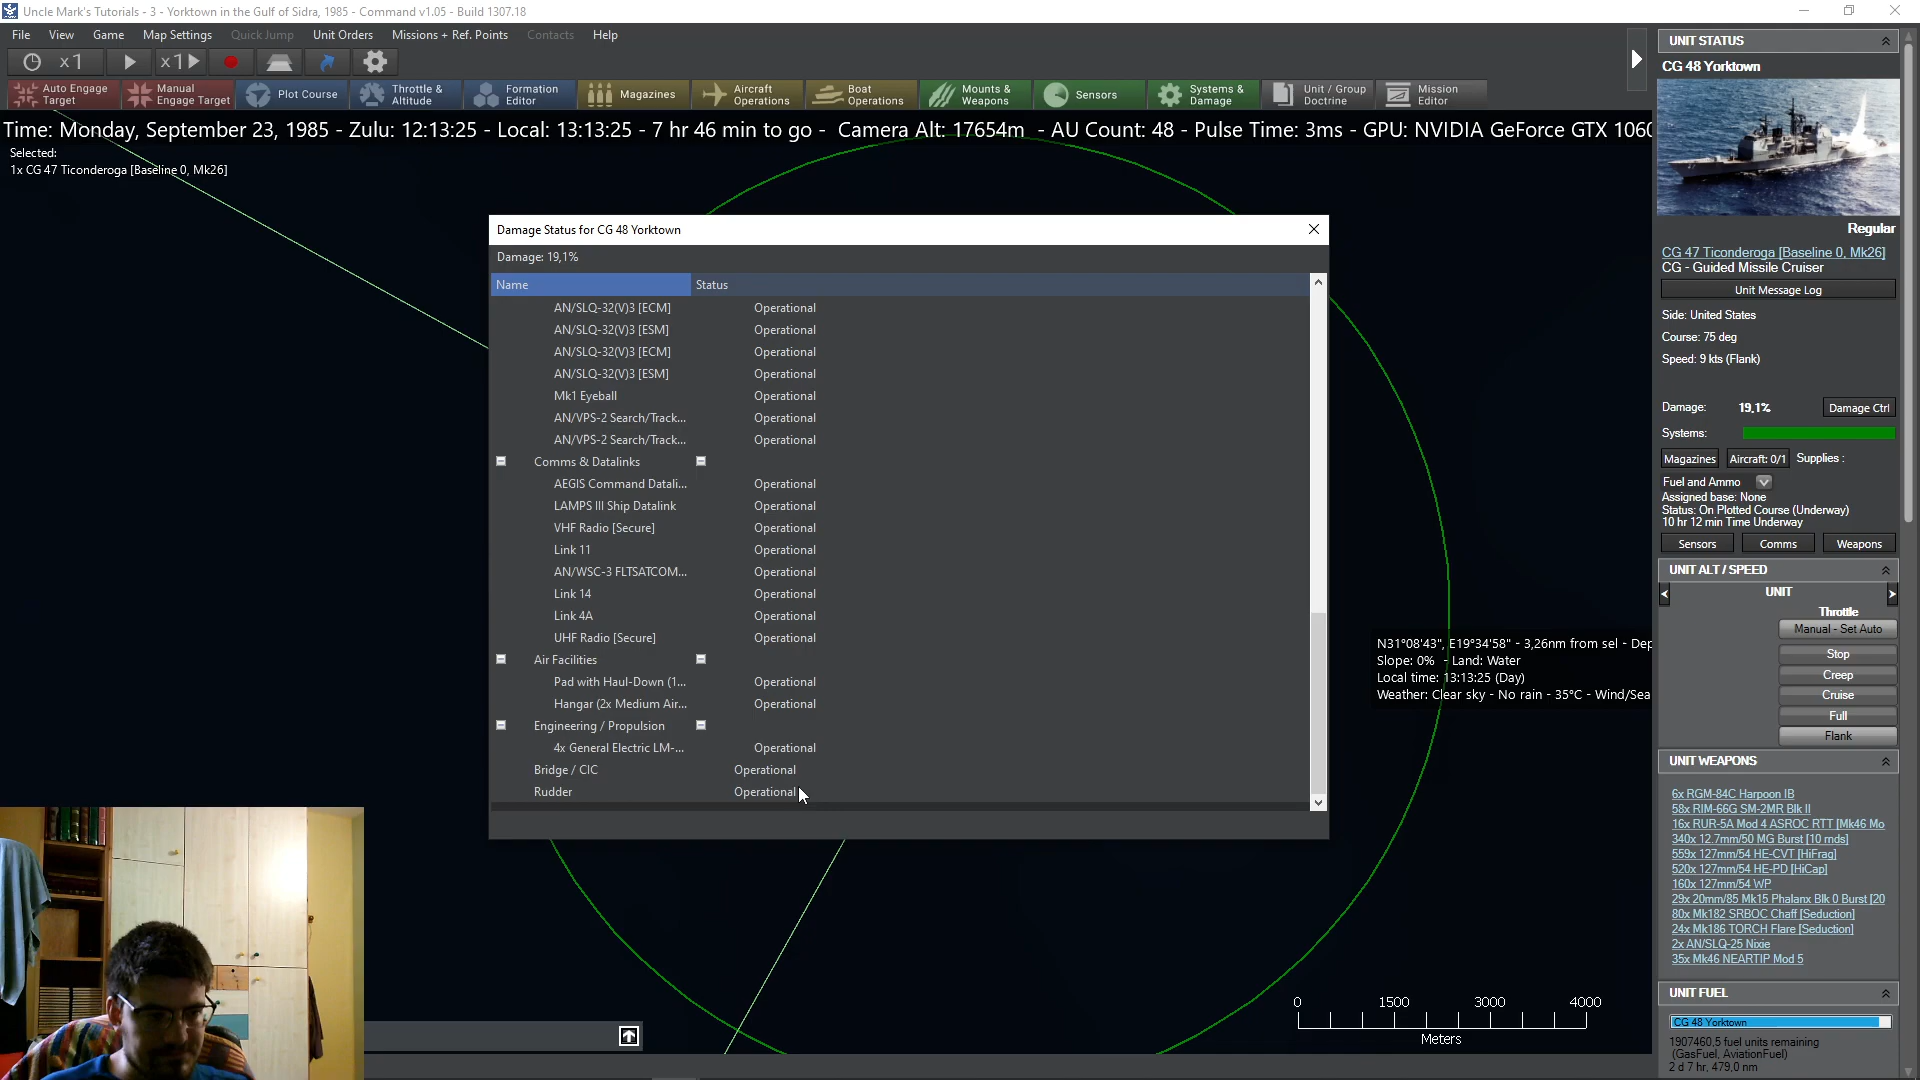 Uncle Mark's Tutorials - 3 - Yorktown in the Gulf of Sidra, 1985 - Command v1.05 - Build 1307.18
File View Game Map Settings Quick Jump Unit Orders Missions + Ref. Points Contacts Help
x1 x1
Auto Engage Target
Manual Engage Target
Plot Course
Throttle & Altitude
Formation Editor
Magazines
Aircraft Operations
Boat Operations
Mounts & Weapons
Sensors
Systems & Damage
Unit / Group Doctrine
Mission Editor
Time: Monday, September 23, 1985 - Zulu: 12:13:25 - Local: 13:13:25 - 7 hr 46 min to go - Camera Alt: 17654m - AU Count: 48 - Pulse Time: 3ms - GPU: NVIDIA GeForce GTX 1060
Selected:
1x CG 47 Ticonderoga [Baseline 0, Mk26]
Damage Status for CG 48 Yorktown
Damage: 19,1%
Name Status
AN/SLQ-32(V)3 [ECM] Operational
AN/SLQ-32(V)3 [ESM] Operational
AN/SLQ-32(V)3 [ECM] Operational
AN/SLQ-32(V)3 [ESM] Operational
Mk1 Eyeball Operational
AN/VPS-2 Search/Track... Operational
AN/VPS-2 Search/Track... Operational
Comms & Datalinks
AEGIS Command Datali... Operational
LAMPS III Ship Datalink Operational
VHF Radio [Secure] Operational
Link 11 Operational
AN/WSC-3 FLTSATCOM... Operational
Link 14 Operational
Link 4A Operational
UHF Radio [Secure] Operational
Air Facilities
Pad with Haul-Down (1... Operational
Hangar (2x Medium Air... Operational
Engineering / Propulsion
4x General Electric LM-... Operational
Bridge / CIC Operational
Rudder Operational
N31°08'43", E19°34'58" - 3,26nm from sel - Dep
Slope: 0% - Land: Water
Local time: 13:13:25 (Day)
Weather: Clear sky - No rain - 35°C - Wind/Sea
0 1500 3000 4000
Meters
UNIT STATUS
CG 48 Yorktown
Regular
CG 47 Ticonderoga [Baseline 0, Mk26]
CG - Guided Missile Cruiser
Unit Message Log
Side: United States
Course: 75 deg
Speed: 9 kts (Flank)
Damage: 19,1% Damage Ctrl
Systems:
Magazines Aircraft: 0/1 Supplies :
Fuel and Ammo
Assigned base: None
Status: On Plotted Course (Underway)
10 hr 12 min Time Underway
Sensors Comms Weapons
UNIT ALT / SPEED
UNIT
Throttle
Manual - Set Auto
Stop
Creep
Cruise
Full
Flank
UNIT WEAPONS
6x RGM-84C Harpoon IB
58x RIM-66G SM-2MR Blk II
16x RUR-5A Mod 4 ASROC RTT [Mk46 Mo
340x 12.7mm/50 MG Burst [10 rnds]
559x 127mm/54 HE-CVT [HiFrag]
520x 127mm/54 HE-PD [HiCap]
160x 127mm/54 WP
29x 20mm/85 Mk15 Phalanx Blk 0 Burst [20
80x Mk182 SRBOC Chaff [Seduction]
24x Mk186 TORCH Flare [Seduction]
2x AN/SLQ-25 Nixie
35x Mk46 NEARTIP Mod 5
UNIT FUEL
CG 48 Yorktown
1907460,5 fuel units remaining
(GasFuel, AviationFuel)
2 d 7 hr, 479,0 nm